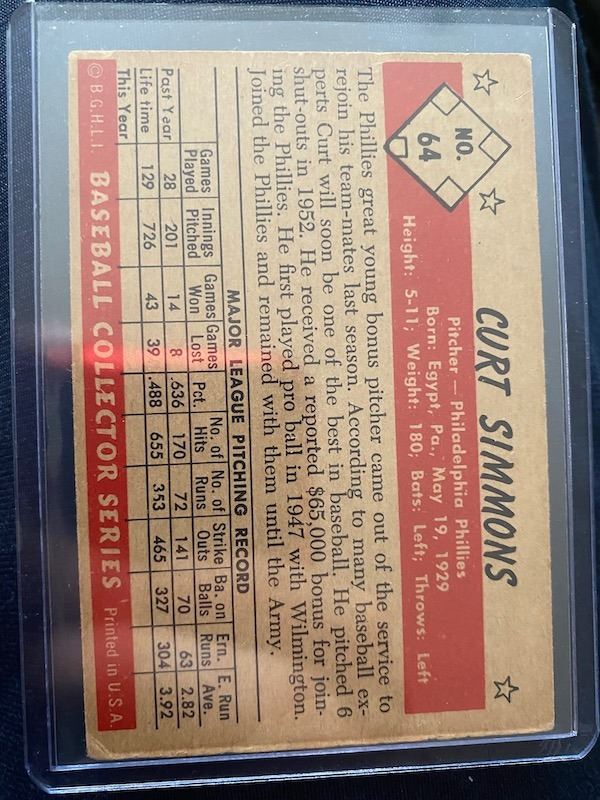 NO.
64
CURT SIMMONS
Pitcher — Philadelphia Phillies
Born: Egypt, Pa., May 19, 1929
Height: 5-11; Weight: 180; Bats: Left; Throws: Left
The Phillies great young bonus pitcher came out of the service to
rejoin his team-mates last season. According to many baseball ex-
perts Curt will soon be one of the best in baseball. He pitched 6
shut-outs in 1952. He received a reported $65,000 bonus for join-
ing the Phillies. He first played pro ball in 1947 with Wilmington.
Joined the Phillies and remained with them until the Army.
MAJOR LEAGUE PITCHING RECORD
Games Innings Games Games No. of No. of Strike Ba. on Ern. E. Run
Played Pitched Won Lost Pct. Hits Runs Outs Balls Runs Ave.
Past Year 28 201 14 8 .636 170 72 141 70 63 2.82
Life time 129 726 43 39 .488 655 353 465 327 304 3.92
This Year
© B.G.H.L.I. BASEBALL COLLECTOR SERIES Printed in U.S.A.